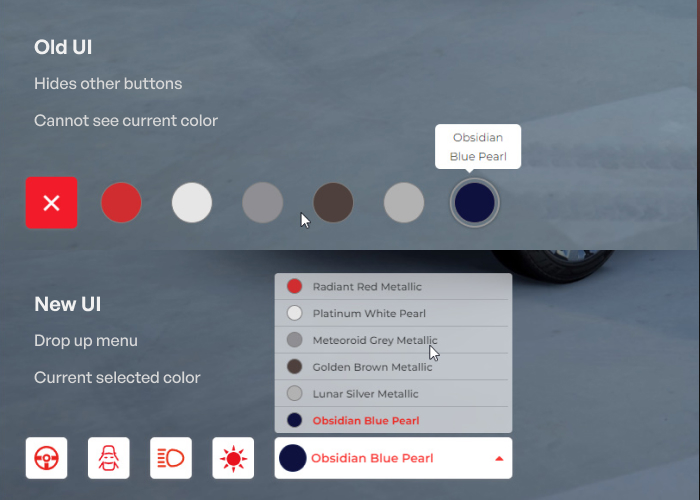 Old UI
Hides other buttons
Cannot see current color
Obsidian
Blue Pearl
New UI
Drop up menu
Current selected color
Radiant Red Metallic
Platinum White Pearl
Meteoroid Grey Metallic
Golden Brown Metallic
Lunar Silver Metallic
Obsidian Blue Pearl
Obsidian Blue Pearl